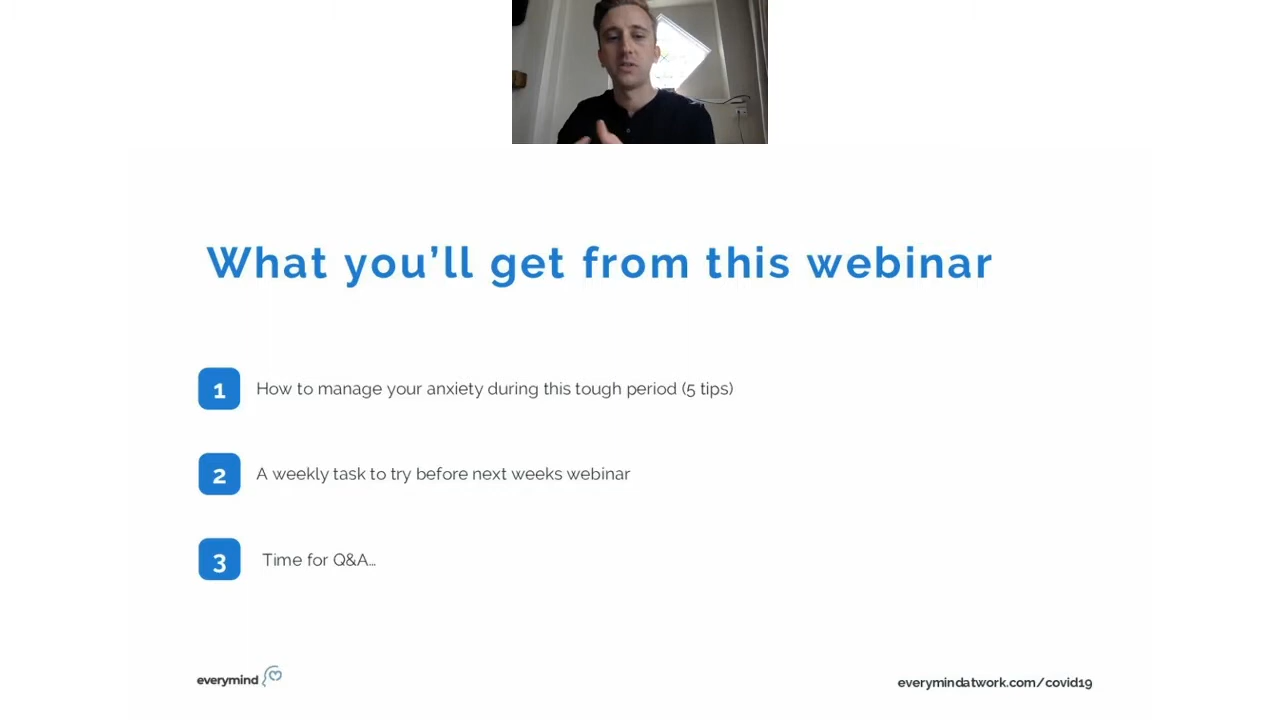 What you’ll get from this webinar
1 How to manage your anxiety during this tough period (5 tips)
2 A weekly task to try before next weeks webinar
3 Time for Q&A…
everymind
everymindatwork.com/covid19